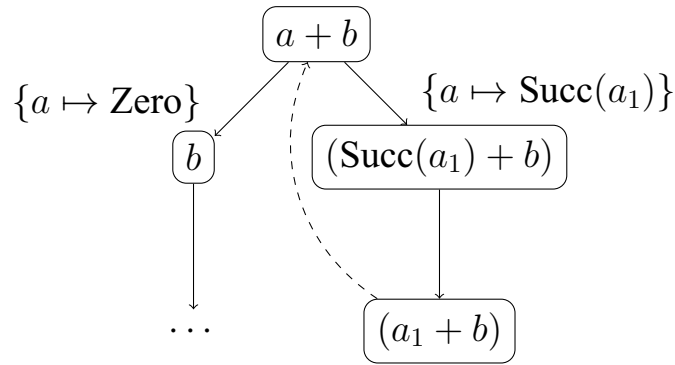 a + b
{a ↦ Zero}
{a ↦ Succ(a₁)}
b
(Succ(a₁) + b)
. . .
(a₁ + b)